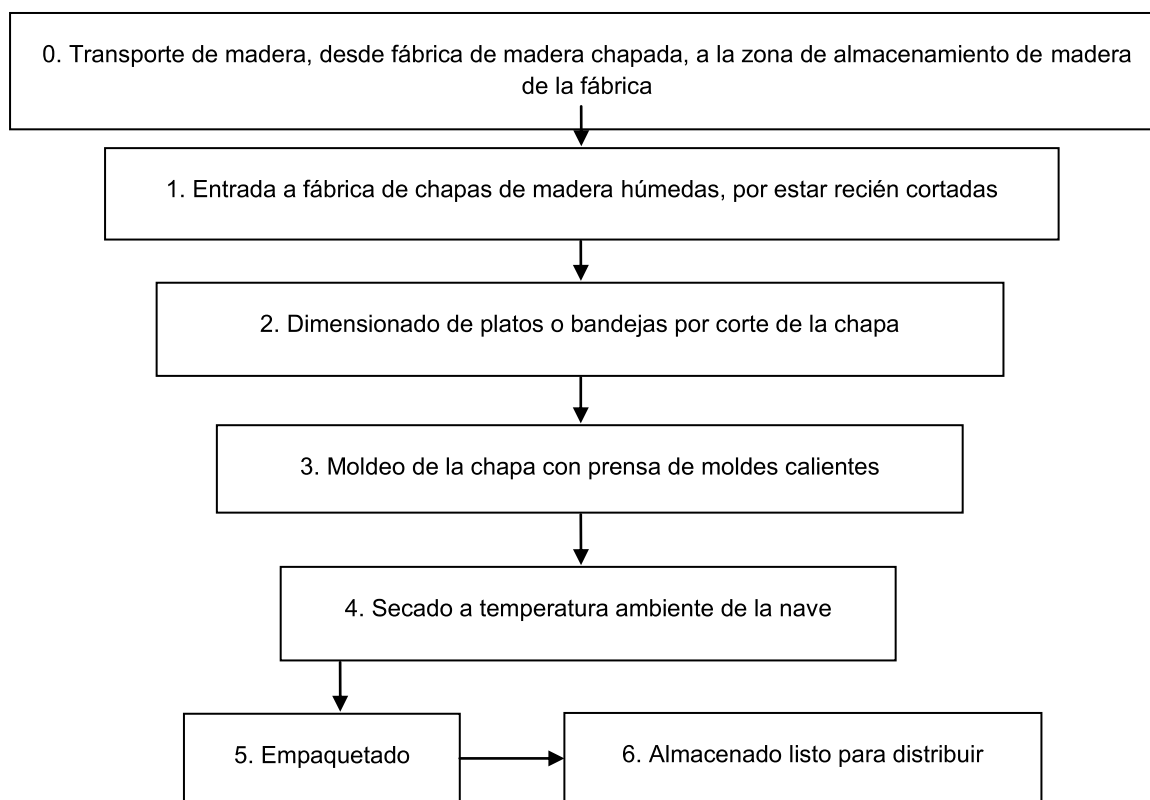 0. Transporte de madera, desde fábrica de madera chapada, a la zona de almacenamiento de madera
de la fábrica
1. Entrada a fábrica de chapas de madera húmedas, por estar recién cortadas
2. Dimensionado de platos o bandejas por corte de la chapa
3. Moldeo de la chapa con prensa de moldes calientes
4. Secado a temperatura ambiente de la nave
5. Empaquetado
6. Almacenado listo para distribuir